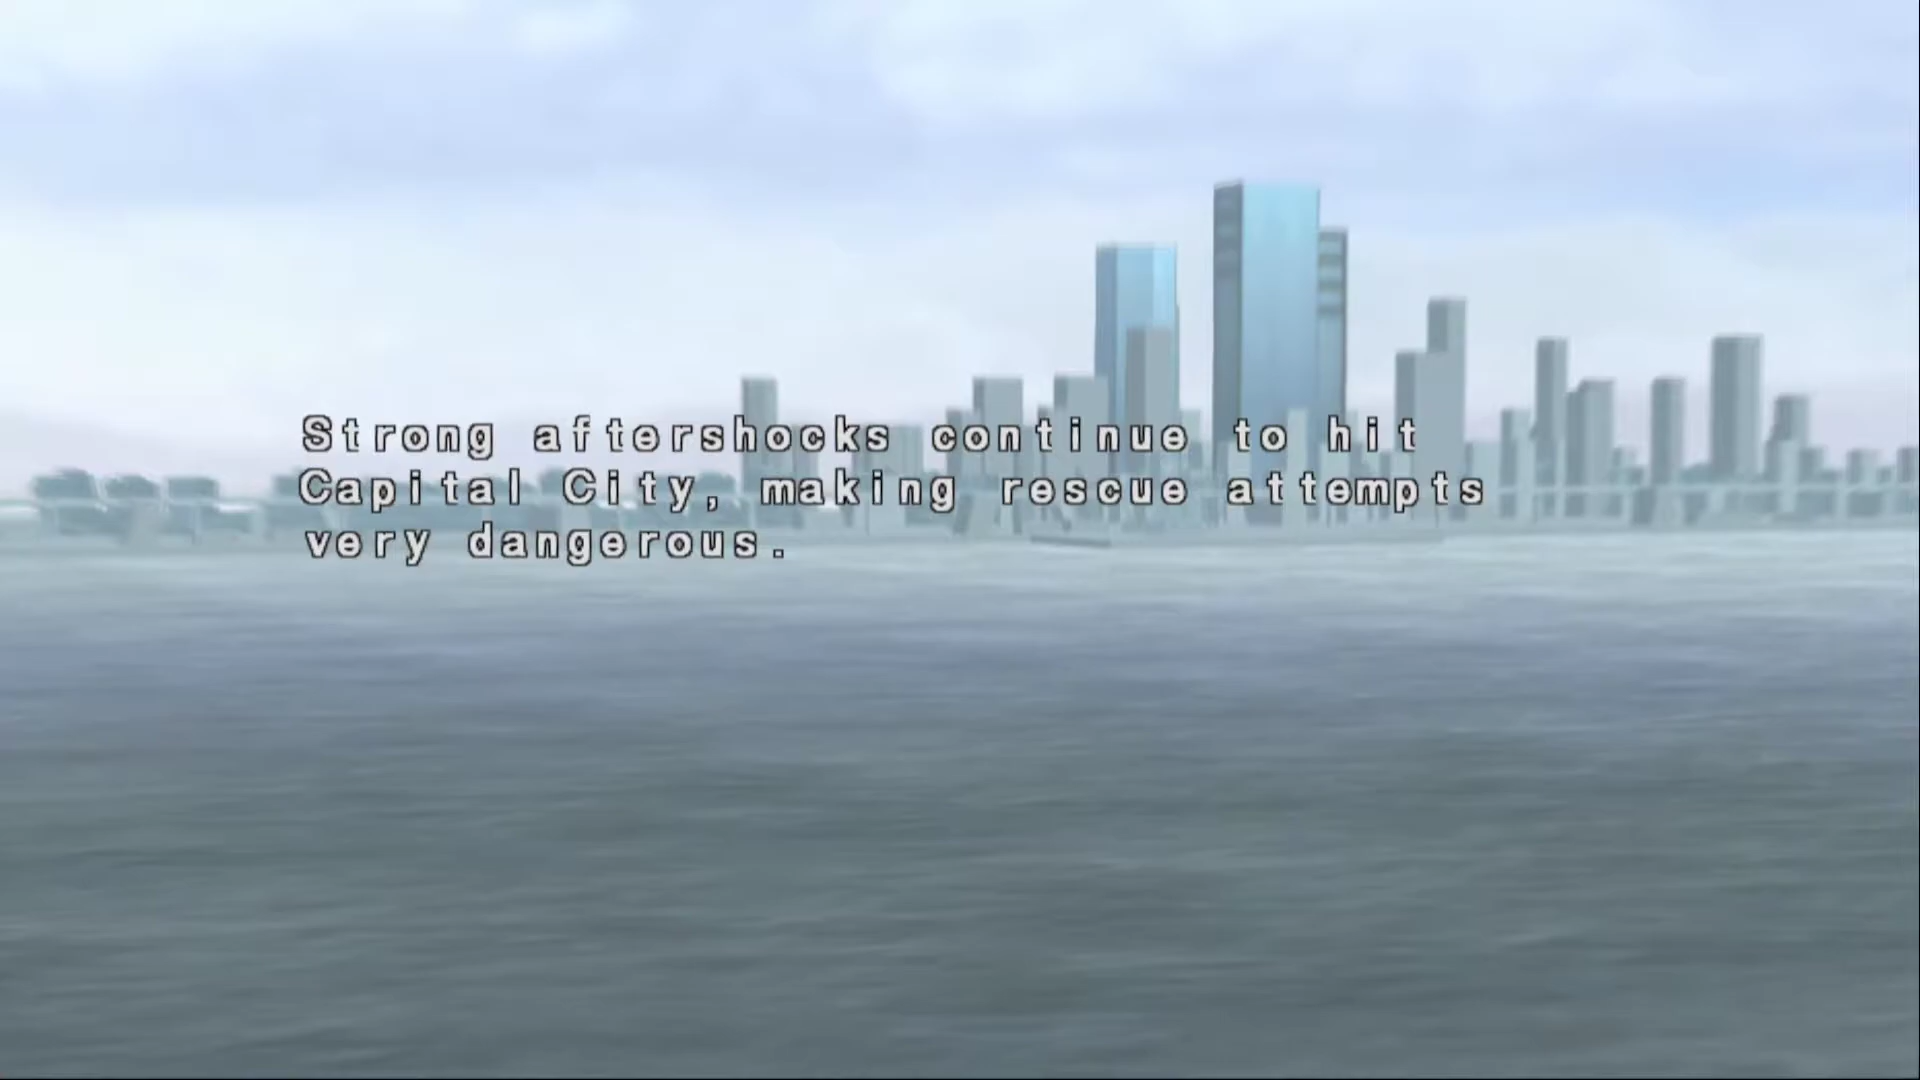 Strong aftershocks continue to hit
Capital City, making rescue attempts
very dangerous.